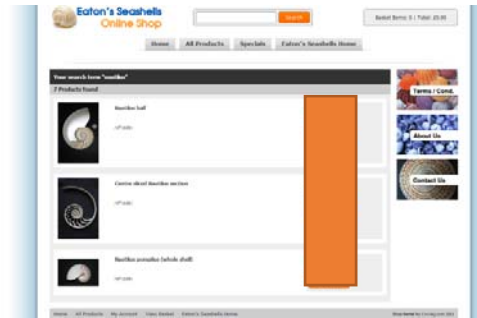 Eaton's Seashells
Online Shop
Search
Basket Items: 0 | Total: £0.00
Home All Products Specials Eaton's Seashells Home
Your search term "nautilus"
7 Products found
Nautilus half
Terms / Cond.
About Us
Centre sliced Nautilus section
Contact Us
Nautilus pompilius (whole shell)
Home All Products My Account View Basket Eaton's Seashells Home